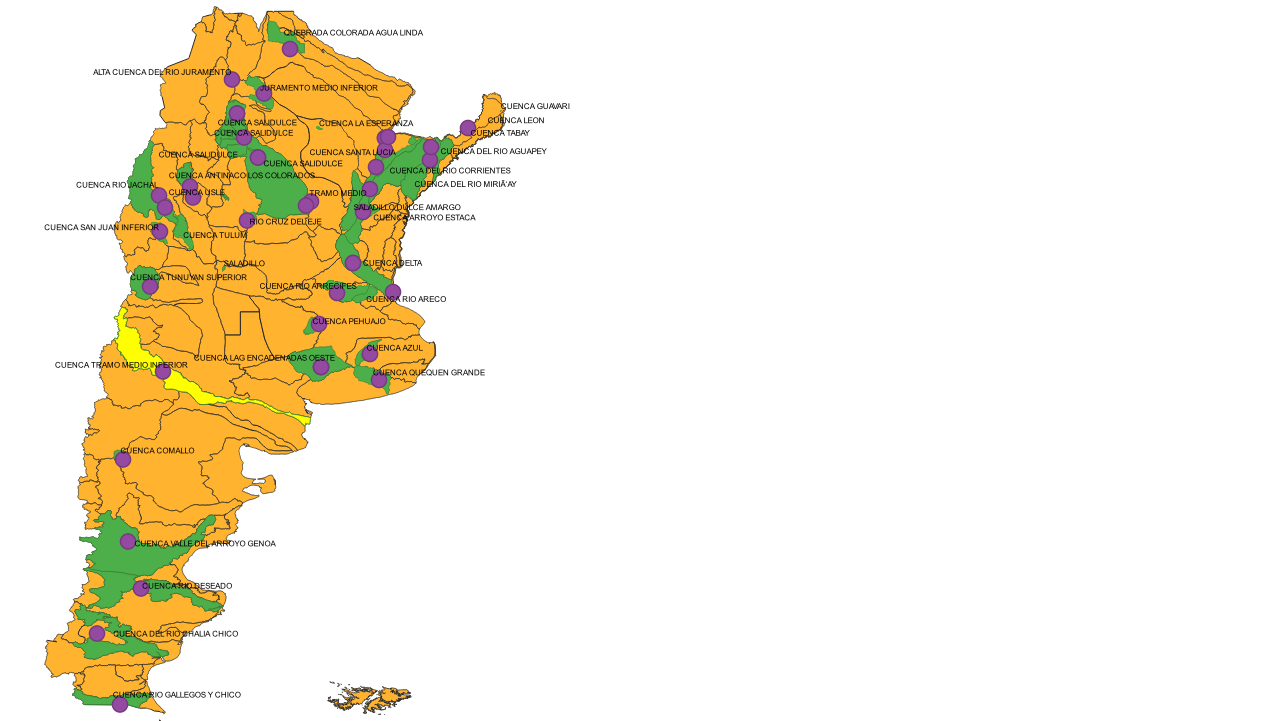 QUEBRADA COLORADA AGUA LINDA
ALTA CUENCA DEL RIO JURAMENTO
JURAMENTO MEDIO INFERIOR
CUENCA GUAVARI
CUENCA LEON
CUENCA SALIDULCE
CUENCA LA ESPERANZA
CUENCA SALIDULCE
CUENCA TABAY
CUENCA SALIDULCE
CUENCA SANTA LUCIA
CUENCA DEL RIO AGUAPEY
CUENCA SALIDULCE
CUENCA DEL RIO CORRIENTES
CUENCA ANTINACO LOS COLORADOS
CUENCA RIO JACHAL
CUENCA DEL RIO MIRIÃ'AY
CUENCA USLE
TRAMO MEDIO
SALADILLO DULCE AMARGO
CUENCA ARROYO ESTACA
RIO CRUZ DEL EJE
CUENCA SAN JUAN INFERIOR
CUENCA TULUM
SALADILLO
CUENCA DELTA
CUENCA TUNUYAN SUPERIOR
CUENCA RIO ARRECIFES
CUENCA RIO ARECO
CUENCA PEHUAJO
CUENCA AZUL
CUENCA LAG ENCADENADAS OESTE
CUENCA TRAMO MEDIO INFERIOR
CUENCA QUEQUEN GRANDE
CUENCA COMALLO
CUENCA VALLE DEL ARROYO GENOA
CUENCA RIO DESEADO
CUENCA DEL RIO CHALIA CHICO
CUENCA RIO GALLEGOS Y CHICO